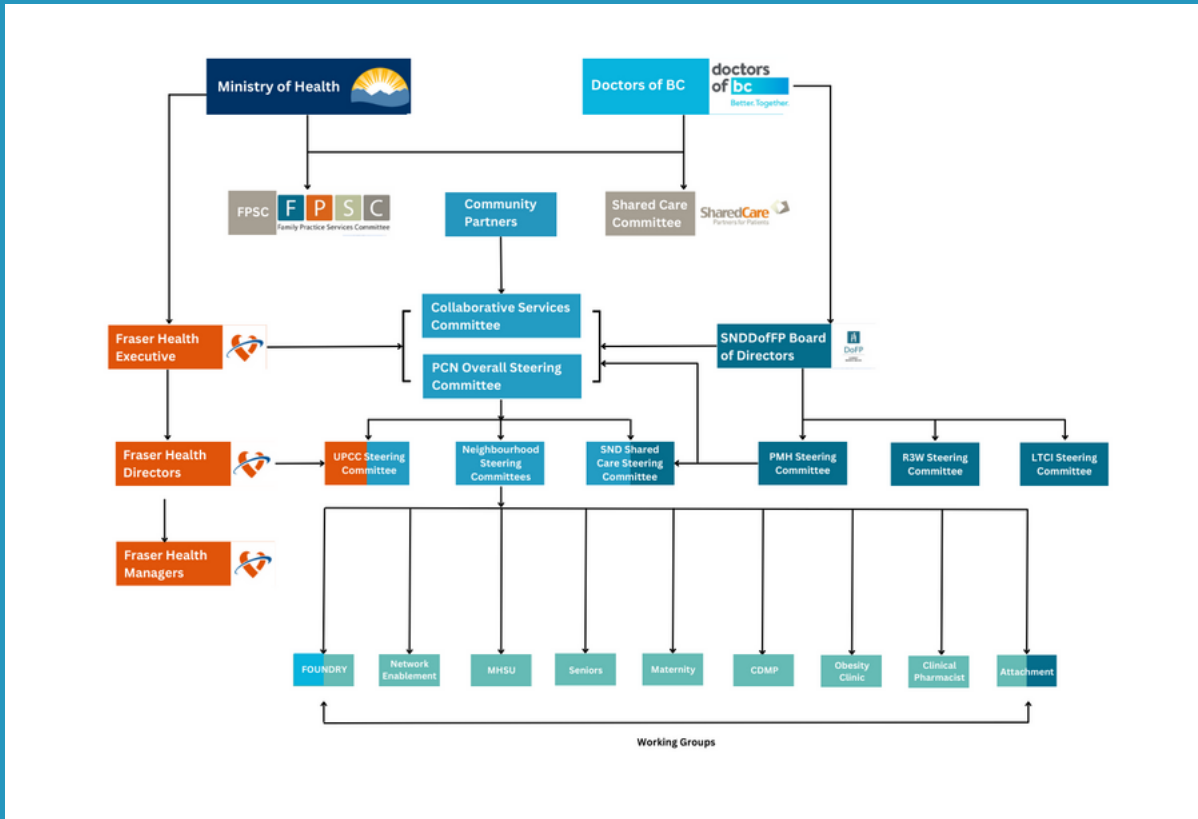 Ministry of Health
Doctors of BC
doctors
of bc
Better. Together.
FPSC
F P S C
Family Practice Services Committee
Community
Partners
Shared Care
Committee
SharedCare
Partners for Patients
Collaborative Services
Committee
Fraser Health
Executive
SNDDofFP Board
of Directors
DoFP
PCN Overall Steering
Committee
Fraser Health
Directors
UPCC Steering
Committee
Neighbourhood
Steering
Committees
SND Shared
Care Steering
Committee
PMH Steering
Committee
R3W Steering
Committee
LTCI Steering
Committee
Fraser Health
Managers
FOUNDRY
Network
Enablement
MHSU
Seniors
Maternity
CDMP
Obesity
Clinic
Clinical
Pharmacist
Attachment
Working Groups